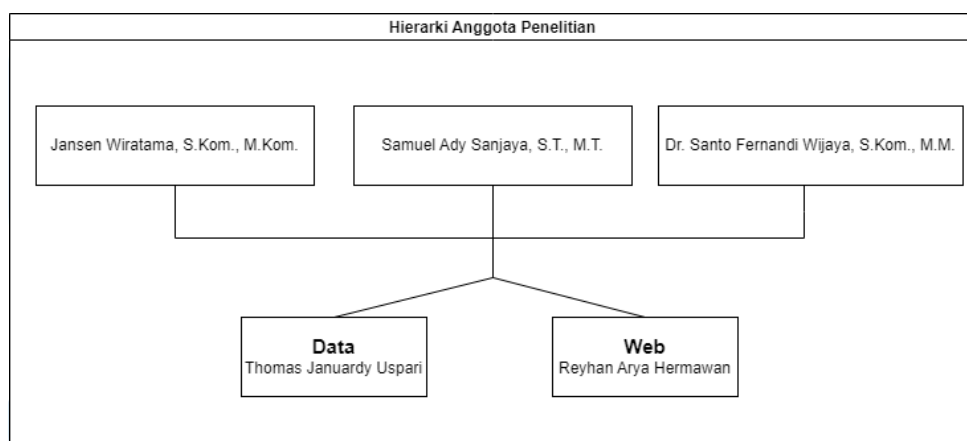 Hierarki Anggota Penelitian
Jansen Wiratama, S.Kom., M.Kom.
Samuel Ady Sanjaya, S.T., M.T.
Dr. Santo Fernandi Wijaya, S.Kom., M.M.
Data
Thomas Januardy Uspari
Web
Reyhan Arya Hermawan